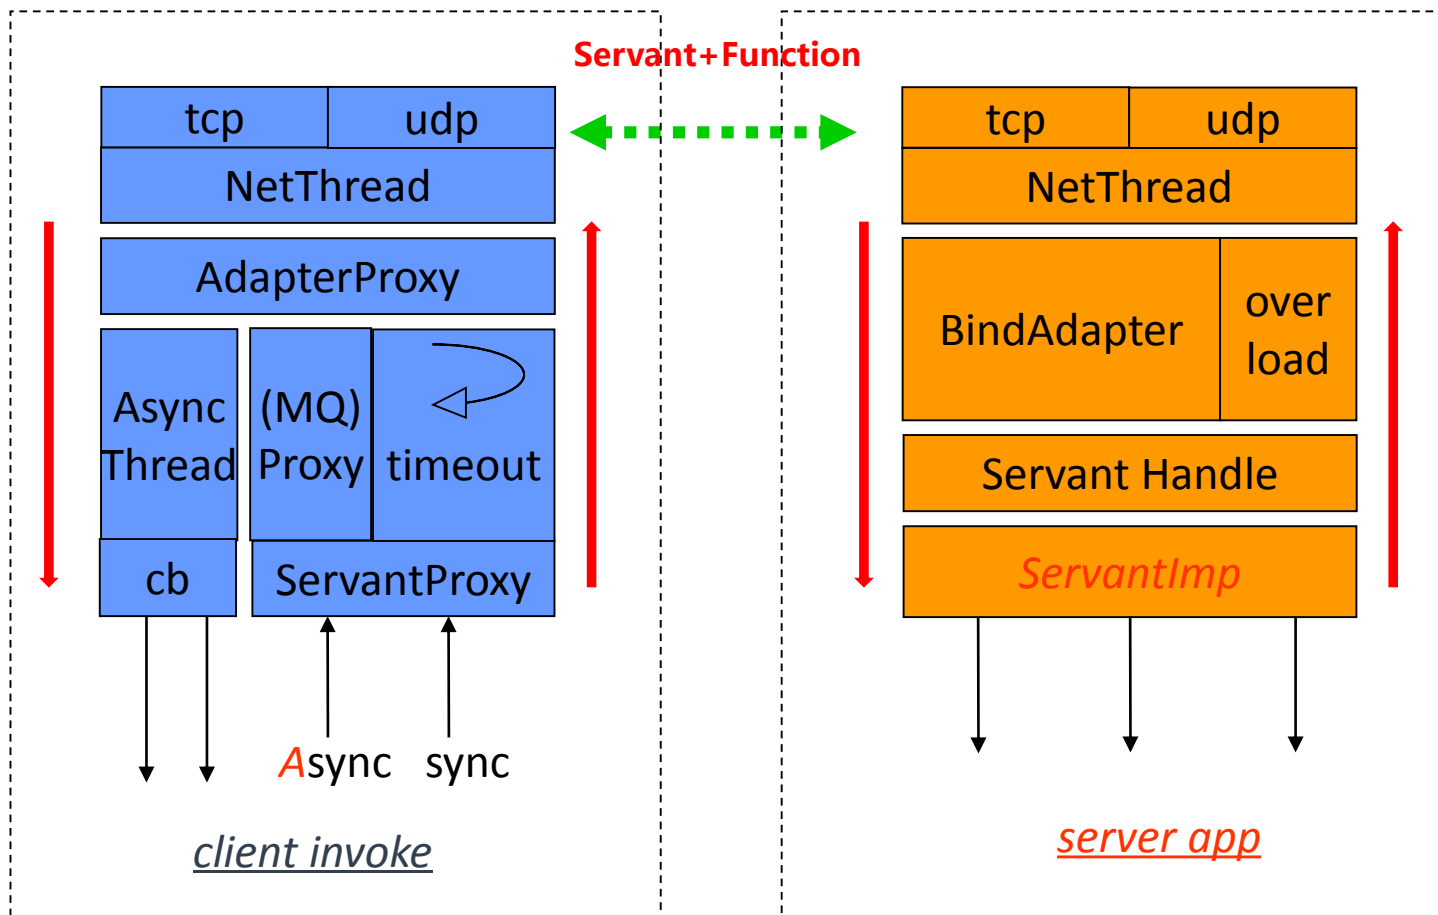 Servant+Function
tcp
udp
NetThread
AdapterProxy
Async
Thread
(MQ)
Proxy
timeout
cb
ServantProxy
Async
sync
client invoke
tcp
udp
NetThread
BindAdapter
over
load
Servant Handle
ServantImp
server app